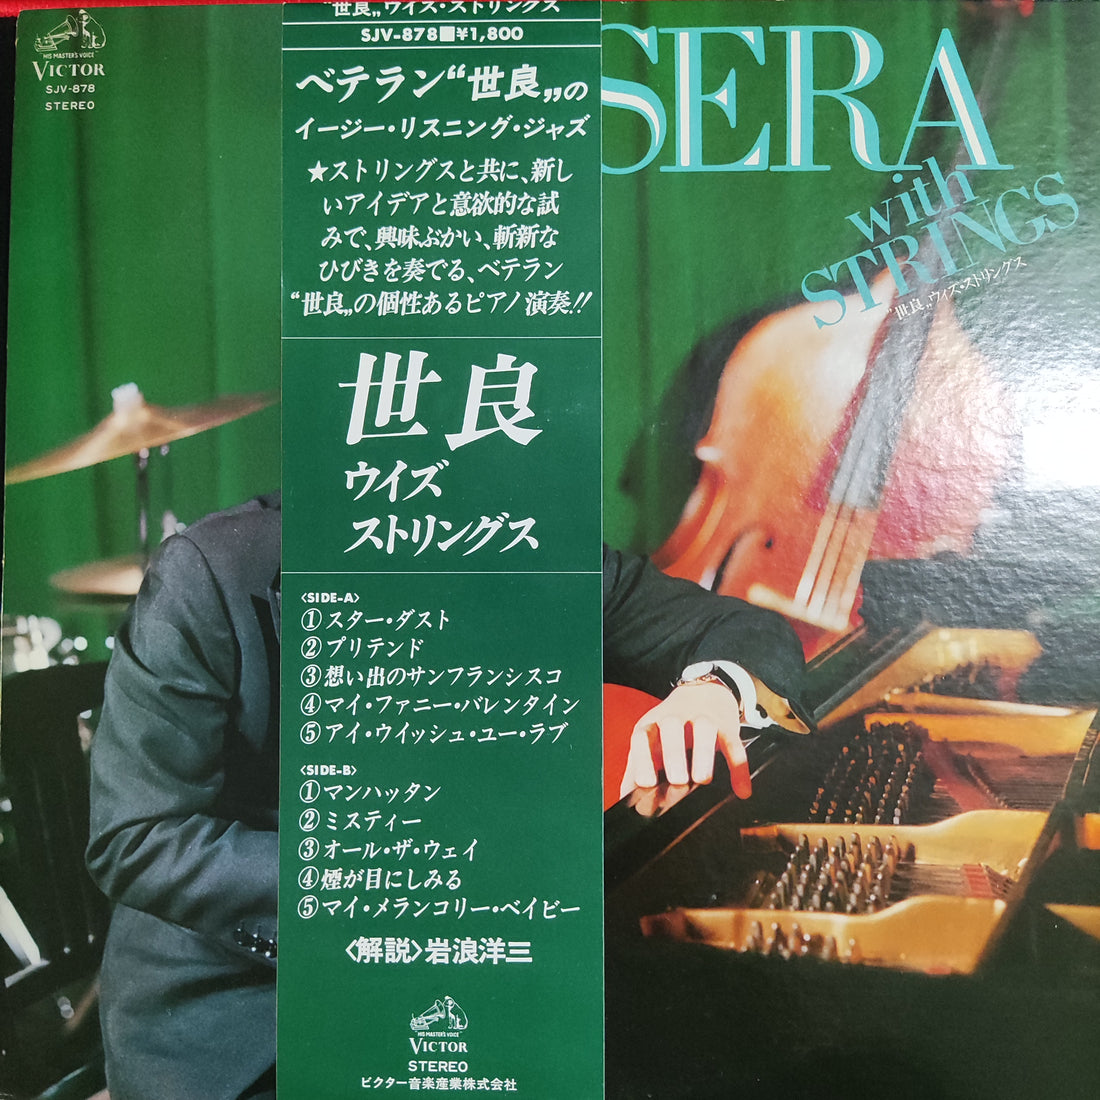 HIS MASTER'S VOICE
VICTOR
SJV-878
STEREO
"世良„ウィズ・ストリングス
SJV-878■¥1,800
ベテラン“世良„の
イージー・リスニング・ジャズ
★ストリングスと共に、新し
いアイデアと意欲的な試
みで、興味ぶかい、斬新な
ひびきを奏でる、ベテラン
“世良„の個性あるピアノ演奏!!
世良
ウイズ
ストリングス
〈SIDE-A〉
①スター・ダスト
②プリテンド
③想い出のサンフランシスコ
④マイ・ファニー・バレンタイン
⑤アイ・ウイッシュ・ユー・ラブ
〈SIDE-B〉
①マンハッタン
②ミスティー
③オール・ザ・ウェイ
④煙が目にしみる
⑤マイ・メランコリー・ベイビー
〈解説〉岩浪洋三
HIS MASTER'S VOICE
VICTOR
STEREO
ビクター音楽産業株式会社
SERA
with
STRINGS
"世良„ウィズ・ストリングス